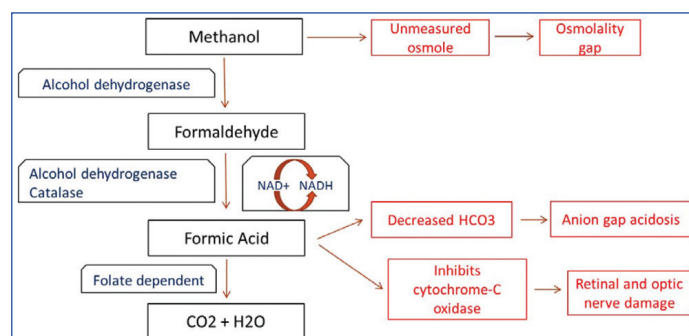 Methanol
Unmeasured
osmole
Osmolality
gap
Alcohol dehydrogenase
Formaldehyde
Alcohol dehydrogenase
Catalase
NAD+ NADH
Decreased HCO3
Anion gap acidosis
Formic Acid
Folate dependent
Inhibits
cytochrome-C
oxidase
Retinal and optic
nerve damage
CO2 + H2O